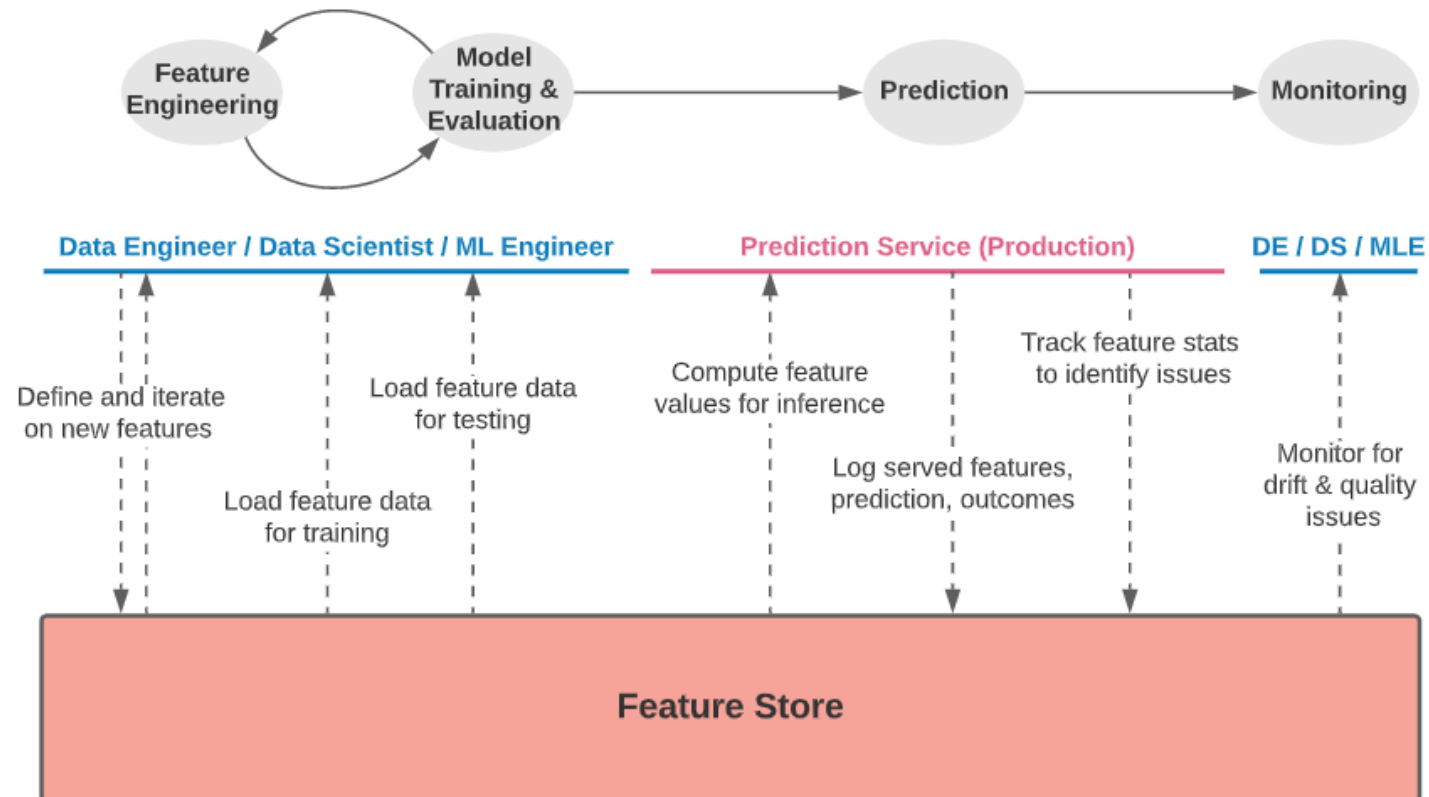 Feature
Engineering
Model
Training &
Evaluation
Prediction
Monitoring
Data Engineer / Data Scientist / ML Engineer
Prediction Service (Production)
DE / DS / MLE
Define and iterate
on new features
Load feature data
for training
Load feature data
for testing
Compute feature
values for inference
Log served features,
prediction, outcomes
Track feature stats
to identify issues
Monitor for
drift & quality
issues
Feature Store